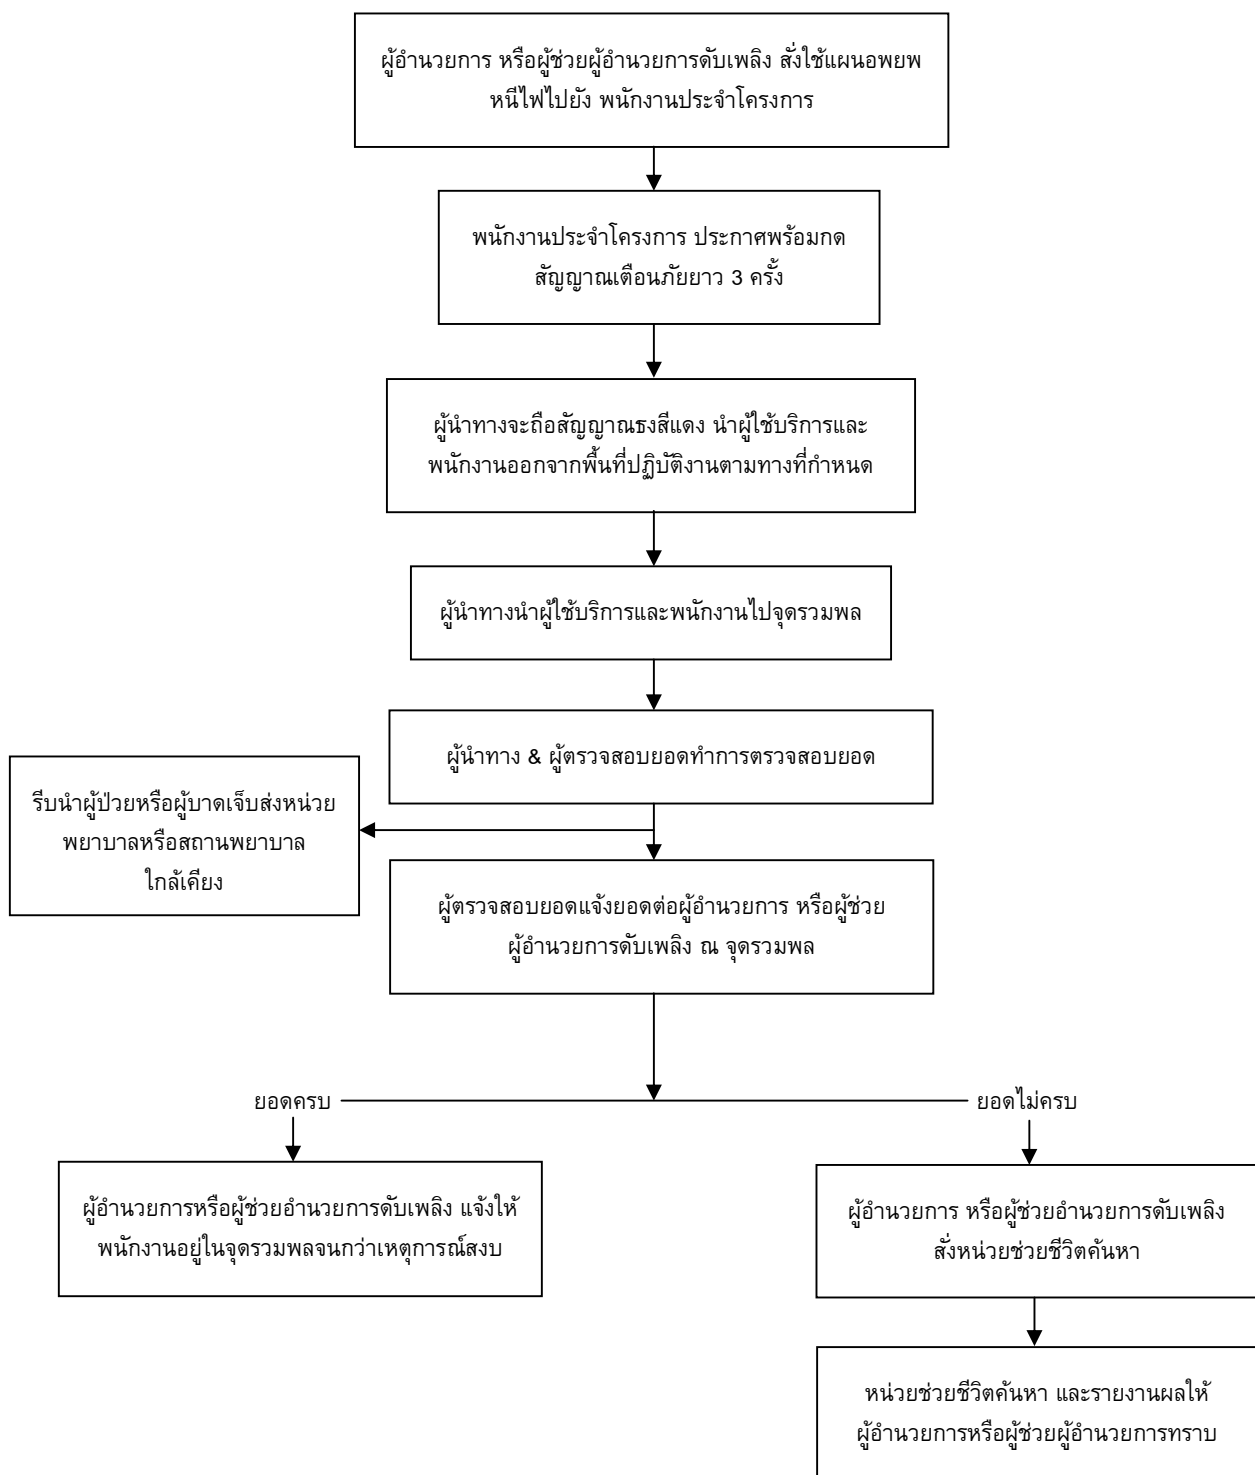 ผู้อำนวยการ หรือผู้ช่วยผู้อำนวยการดับเพลิง สั่งใช้แผนอพยพ
หนีไฟไปยัง พนักงานประจำโครงการ
พนักงานประจำโครงการ ประกาศพร้อมกด
สัญญาณเตือนภัยยาว 3 ครั้ง
ผู้นำทางจะถือสัญญาณธงสีแดง นำผู้ใช้บริการและ
พนักงานออกจากพื้นที่ปฏิบัติงานตามทางที่กำหนด
ผู้นำทางนำผู้ใช้บริการและพนักงานไปจุดรวมพล
ผู้นำทาง & ผู้ตรวจสอบยอดทำการตรวจสอบยอด
รีบนำผู้ป่วยหรือผู้บาดเจ็บส่งหน่วย
พยาบาลหรือสถานพยาบาล
ใกล้เคียง
ผู้ตรวจสอบยอดแจ้งยอดต่อผู้อำนวยการ หรือผู้ช่วย
ผู้อำนวยการดับเพลิง ณ จุดรวมพล
ยอดครบ
ยอดไม่ครบ
ผู้อำนวยการหรือผู้ช่วยอำนวยการดับเพลิง แจ้งให้
พนักงานอยู่ในจุดรวมพลจนกว่าเหตุการณ์สงบ
ผู้อำนวยการ หรือผู้ช่วยอำนวยการดับเพลิง
สั่งหน่วยช่วยชีวิตค้นหา
หน่วยช่วยชีวิตค้นหา และรายงานผลให้
ผู้อำนวยการหรือผู้ช่วยผู้อำนวยการทราบ